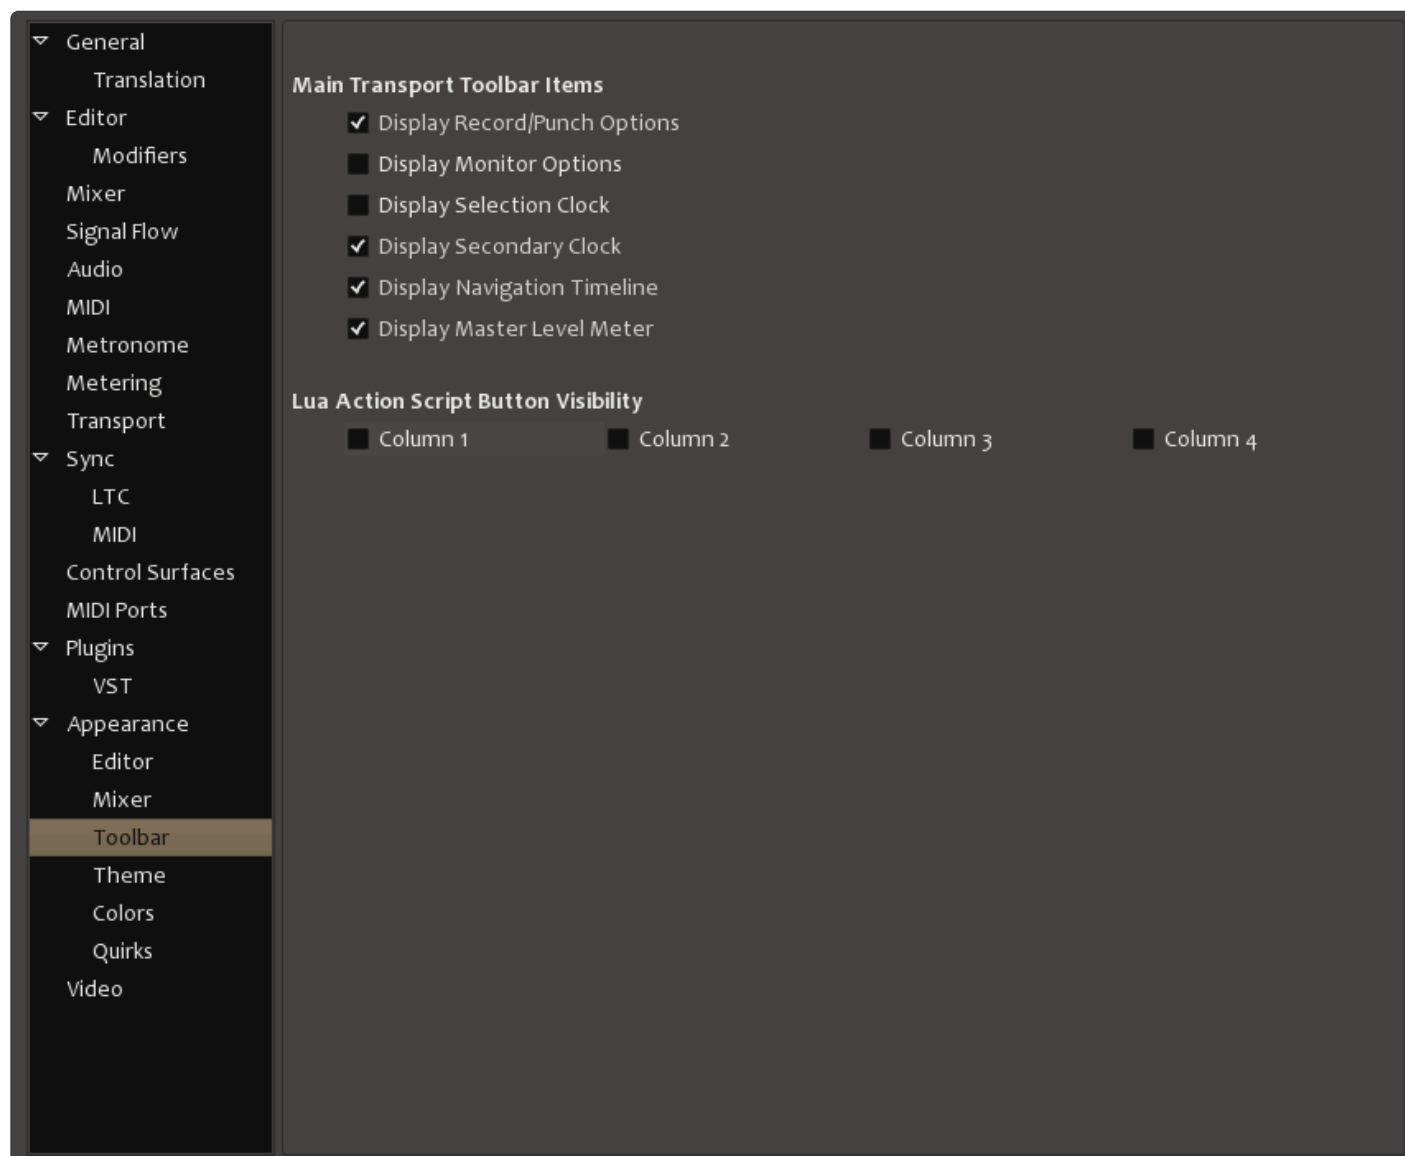 General
Translation
Editor
Modifiers
Mixer
Signal Flow
Audio
MIDI
Metronome
Metering
Transport
Sync
LTC
MIDI
Control Surfaces
MIDI Ports
Plugins
VST
Appearance
Editor
Mixer
Toolbar
Theme
Colors
Quirks
Video
Main Transport Toolbar Items
Display Record/Punch Options
Display Monitor Options
Display Selection Clock
Display Secondary Clock
Display Navigation Timeline
Display Master Level Meter
Lua Action Script Button Visibility
Column 1 Column 2 Column 3 Column 4